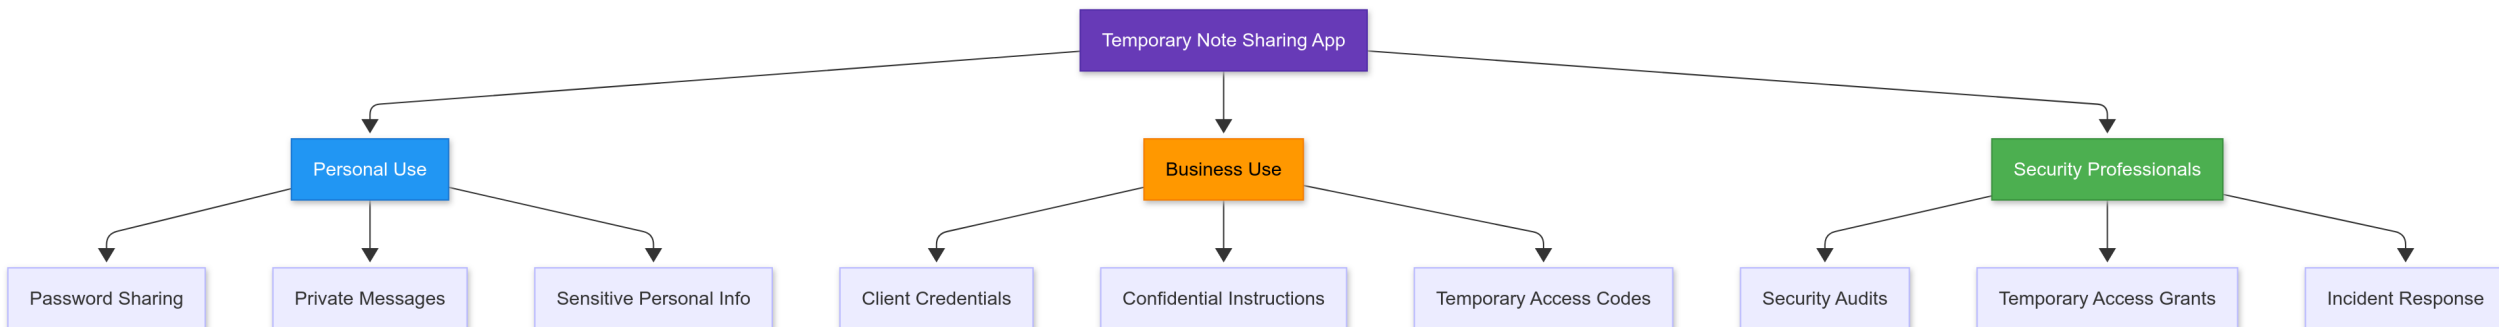 Temporary Note Sharing App
Personal Use
Business Use
Security Professionals
Password Sharing
Private Messages
Sensitive Personal Info
Client Credentials
Confidential Instructions
Temporary Access Codes
Security Audits
Temporary Access Grants
Incident Response